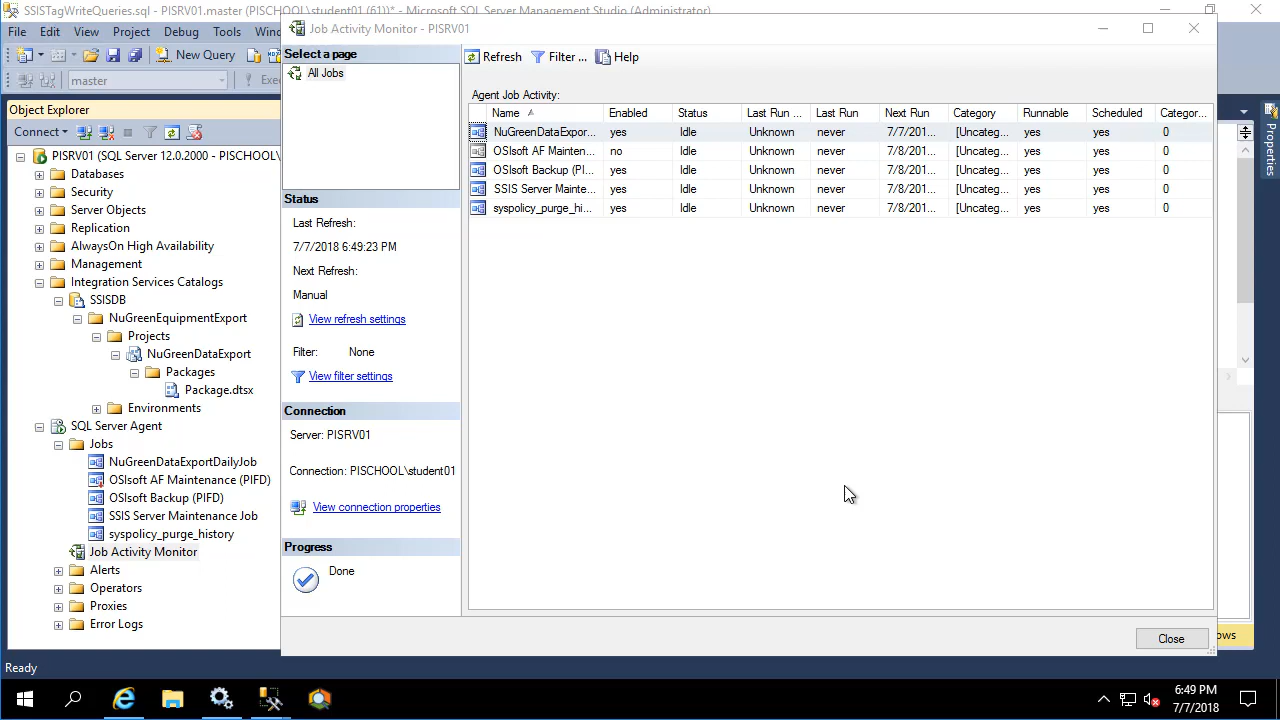 SSISTagWriteQueries.sql - PISRV01.master (PISCHOOL\student01 (61))* - Microsoft SQL Server Management Studio (Administrator)
File Edit View Project Debug Tools
New Query
master
Object Explorer
Connect
PISRV01 (SQL Server 12.0.2000 - PISCHOOL\
Databases
Security
Server Objects
Replication
AlwaysOn High Availability
Management
Integration Services Catalogs
SSISDB
NuGreenEquipmentExport
Projects
NuGreenDataExport
Packages
Package.dtsx
Environments
SQL Server Agent
Jobs
NuGreenDataExportDailyJob
OSIsoft AF Maintenance (PIFD)
OSIsoft Backup (PIFD)
SSIS Server Maintenance Job
syspolicy_purge_history
Job Activity Monitor
Alerts
Operators
Proxies
Error Logs
Ready
Job Activity Monitor - PISRV01
Select a page
All Jobs
Status
Last Refresh:
7/7/2018 6:49:23 PM
Next Refresh:
Manual
View refresh settings
Filter: None
View filter settings
Connection
Server: PISRV01
Connection: PISCHOOL\student01
View connection properties
Progress
Done
Refresh Filter ... Help
Agent Job Activity:
Name Enabled Status Last Run ... Last Run Next Run Category Runnable Scheduled Categor...
NuGreenDataExpor... yes Idle Unknown never 7/7/201... [Uncateg... yes yes 0
OSIsoft AF Mainten... no Idle Unknown never 7/8/201... [Uncateg... yes yes 0
OSIsoft Backup (PI... yes Idle Unknown never 7/8/201... [Uncateg... yes yes 0
SSIS Server Mainte... yes Idle Unknown never 7/8/201... [Uncateg... yes yes 0
syspolicy_purge_hi... yes Idle Unknown never 7/8/201... [Uncateg... yes yes 0
Close
Properties
6:49 PM
7/7/2018